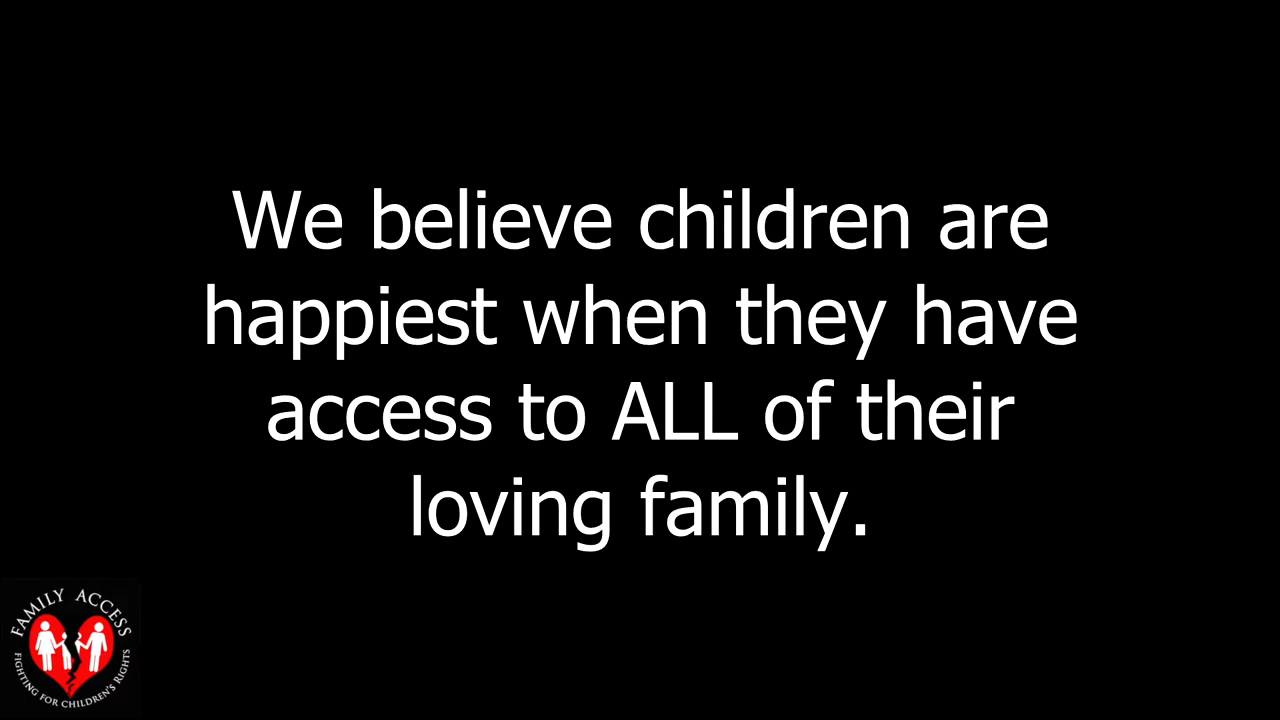 We believe children are
happiest when they have
access to ALL of their
loving family.
FAMILY ACCESS
FIGHTING FOR CHILDREN'S RIGHTS